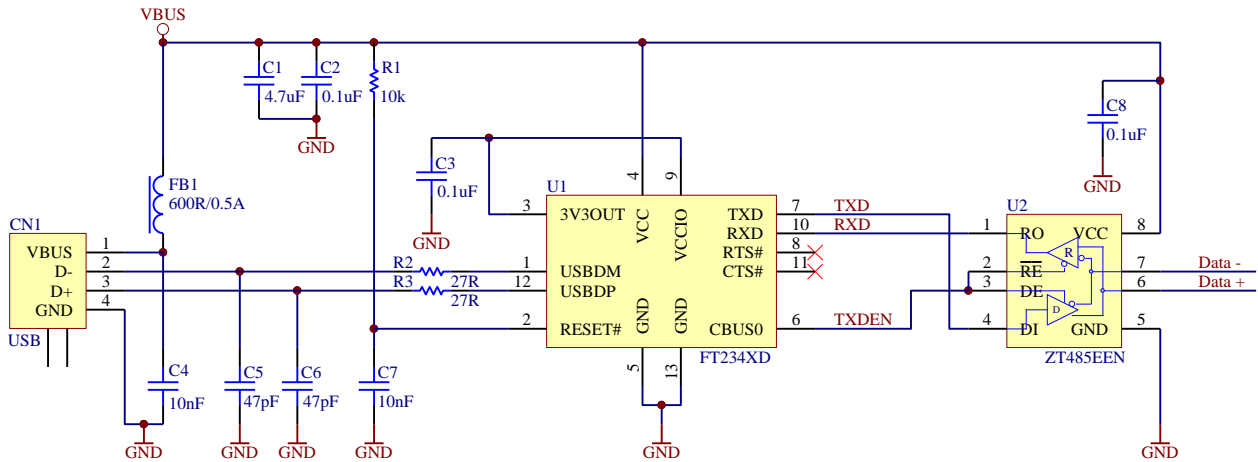 VBUS
C1
4.7uF
C2
0.1uF
R1
10k
GND
C8
0.1uF
GND
FB1
600R/0.5A
C3
0.1uF
GND
CN1
VBUS 1
D- 2
D+ 3
GND 4
USB
R2
27R
R3
27R
U1
4
9
3 3V3OUT
VCC
VCCIO
1 USBDM
12 USBDP
2 RESET#
GND
GND
5
13
TXD 7
RXD 10
RTS# 8
CTS# 11
CBUS0 6
FT234XD
TXD
RXD
TXDEN
U2
1 RO
VCC 8
2 RE
7 Data -
3 DE
6 Data +
4 DI
GND 5
R
D
ZT485EEN
C4
10nF
C5
47pF
C6
47pF
C7
10nF
GND
GND
GND
GND
GND
GND